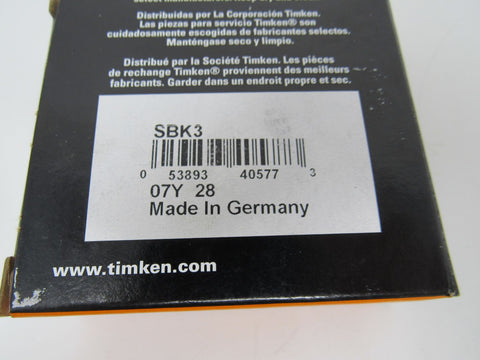 Distribuidas por La Corporación Timken.
Las piezas para servicio Timken® son
cuidadosamente escogidas de fabricantes selectos.
Manténgase seco y limpio.
Distribué par la Société Timken. Les pièces
de rechange Timken® proviennent des meilleurs
fabricants. Garder dans un endroit propre et sec.
SBK3
0 53893 40577 3
07Y 28
Made In Germany
www.timken.com